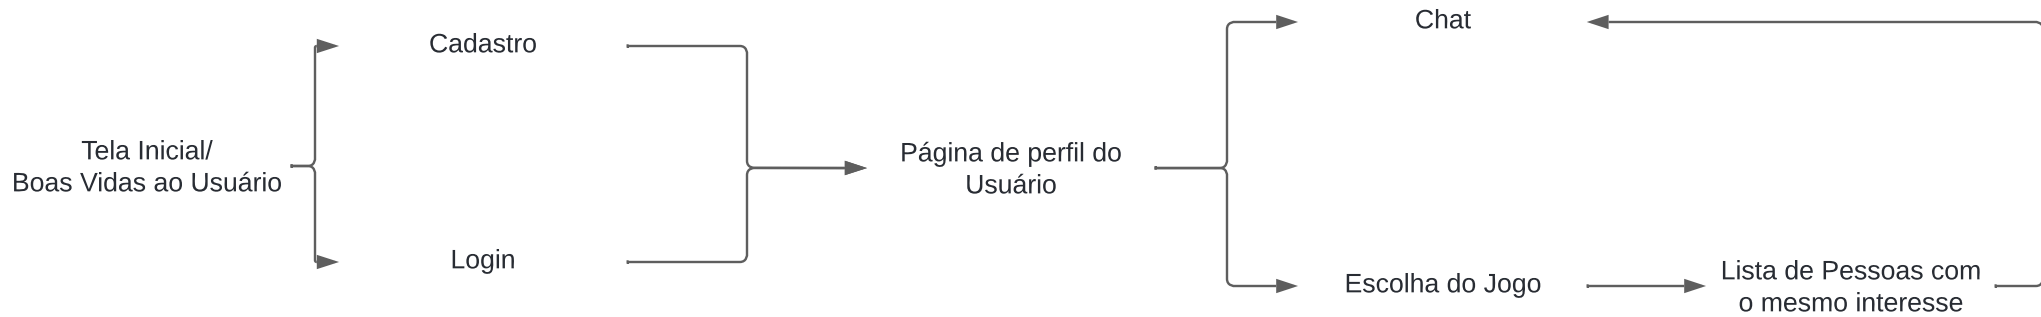 Tela Inicial/
Boas Vidas ao Usuário
Cadastro
Login
Página de perfil do
Usuário
Chat
Escolha do Jogo
Lista de Pessoas com
o mesmo interesse